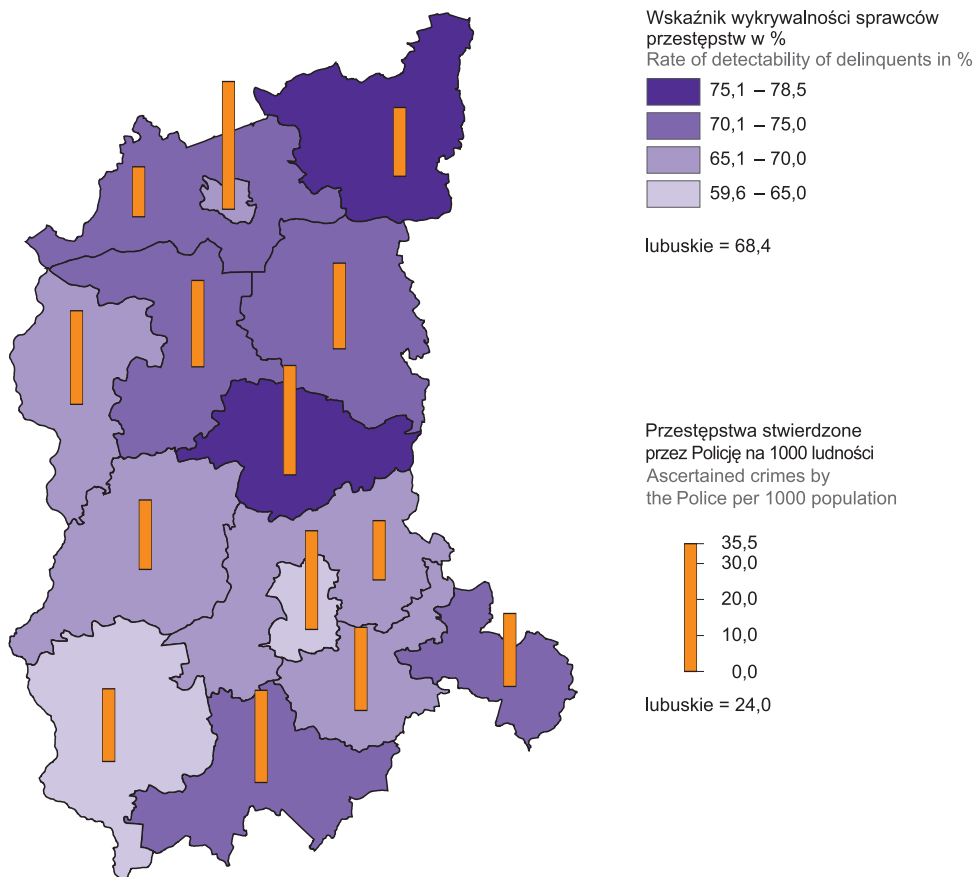 Wskaźnik wykrywalności sprawców
przestępstw w %
Rate of detectability of delinquents in %
75,1 – 78,5
70,1 – 75,0
65,1 – 70,0
59,6 – 65,0
lubuskie = 68,4
Przestępstwa stwierdzone
przez Policję na 1000 ludności
Ascertained crimes by
the Police per 1000 population
35,5
30,0
20,0
10,0
0,0
lubuskie = 24,0